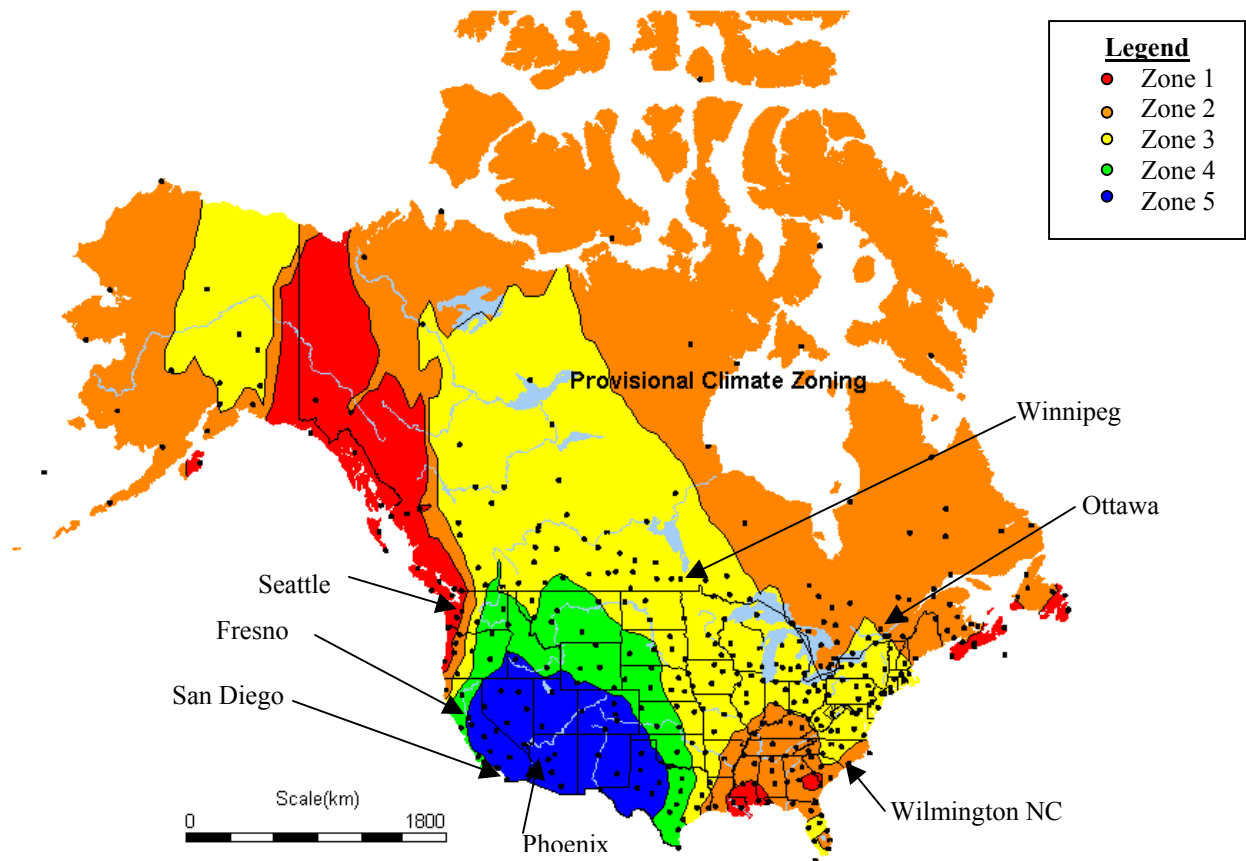 Legend
Zone 1
Zone 2
Zone 3
Zone 4
Zone 5
Provisional Climate Zoning
Winnipeg
Ottawa
Seattle
Fresno
San Diego
Scale(km)
0 1800
Phoenix
Wilmington NC